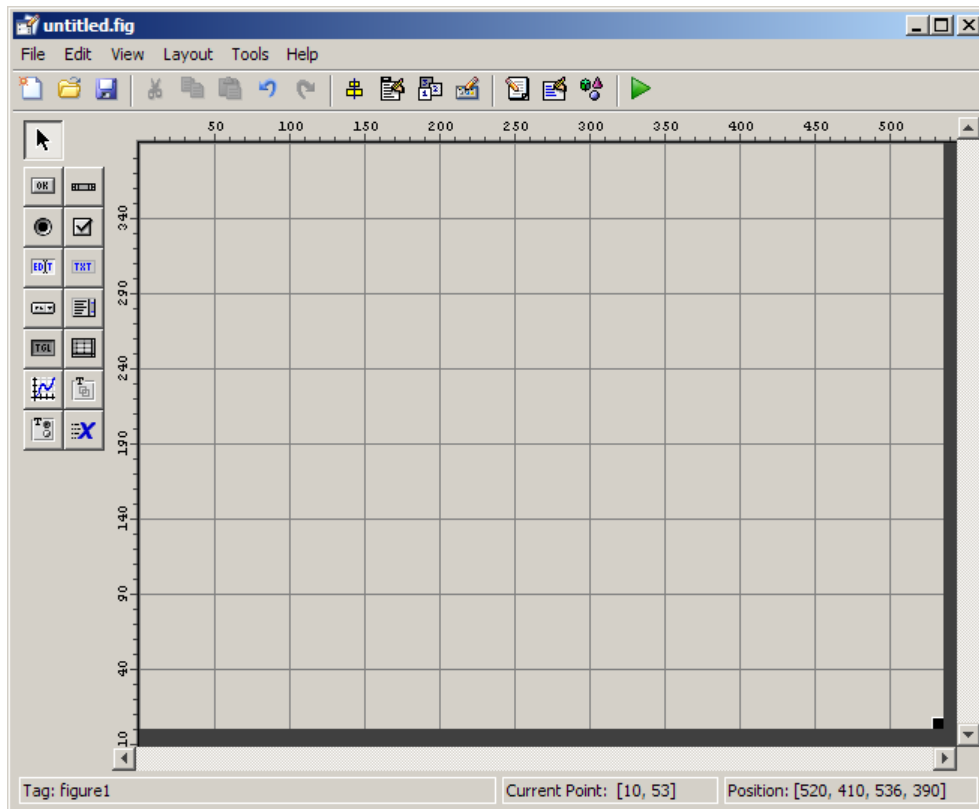 untitled.fig
File Edit View Layout Tools Help
50 100 150 200 250 300 350 400 450 500
OK
340
EDIT TXT
290
TGL
240
T
T X
190
140
90
40
10
Tag: figure1 Current Point: [10, 53] Position: [520, 410, 536, 390]